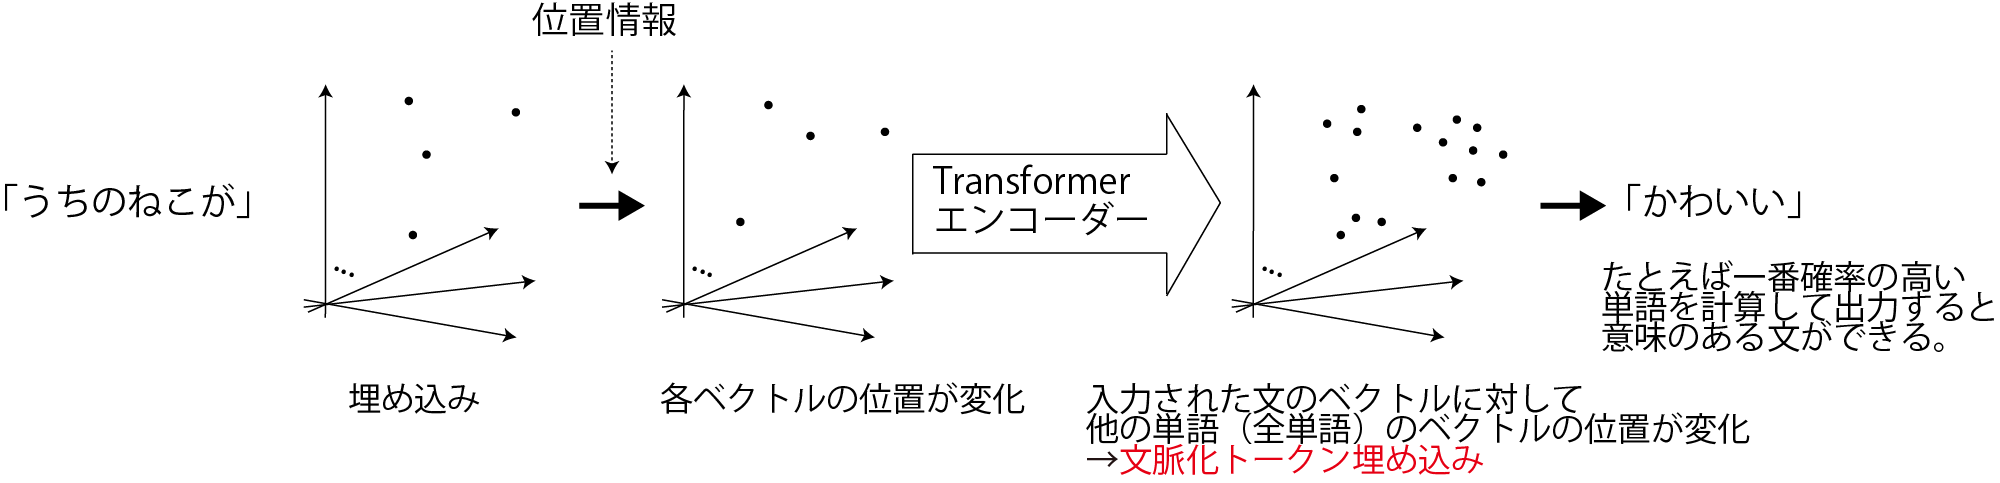 位置情報
「うちのねこが」
Transformer
エンコーダー
「かわいい」
たとえば一番確率の高い
単語を計算して出力すると
意味のある文ができる。
埋め込み
各ベクトルの位置が変化
入力された文のベクトルに対して
他の単語（全単語）のベクトルの位置が変化
→文脈化トークン埋め込み